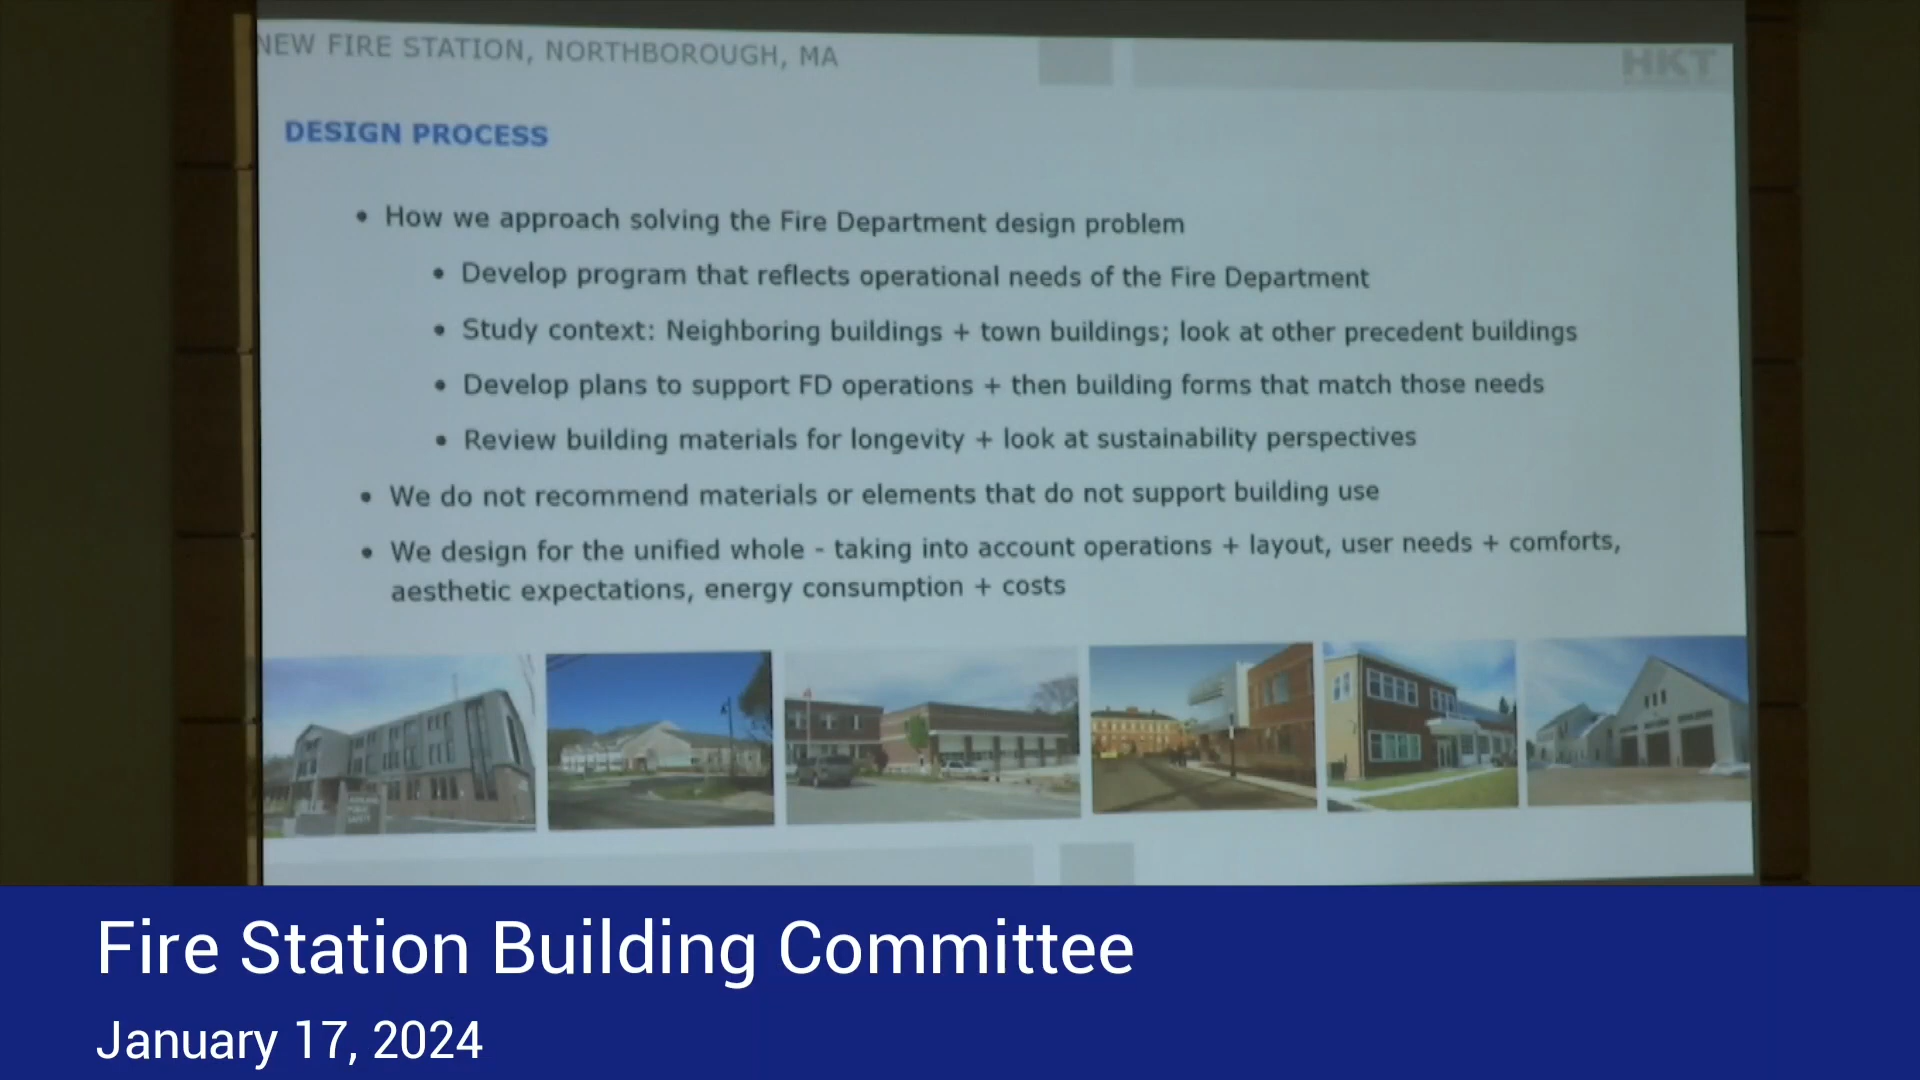 NEW FIRE STATION, NORTHBOROUGH, MA
HKT
DESIGN PROCESS
• How we approach solving the Fire Department design problem
• Develop program that reflects operational needs of the Fire Department
• Study context: Neighboring buildings + town buildings; look at other precedent buildings
• Develop plans to support FD operations + then building forms that match those needs
• Review building materials for longevity + look at sustainability perspectives
• We do not recommend materials or elements that do not support building use
• We design for the unified whole - taking into account operations + layout, user needs + comforts,
aesthetic expectations, energy consumption + costs
Fire Station Building Committee
January 17, 2024